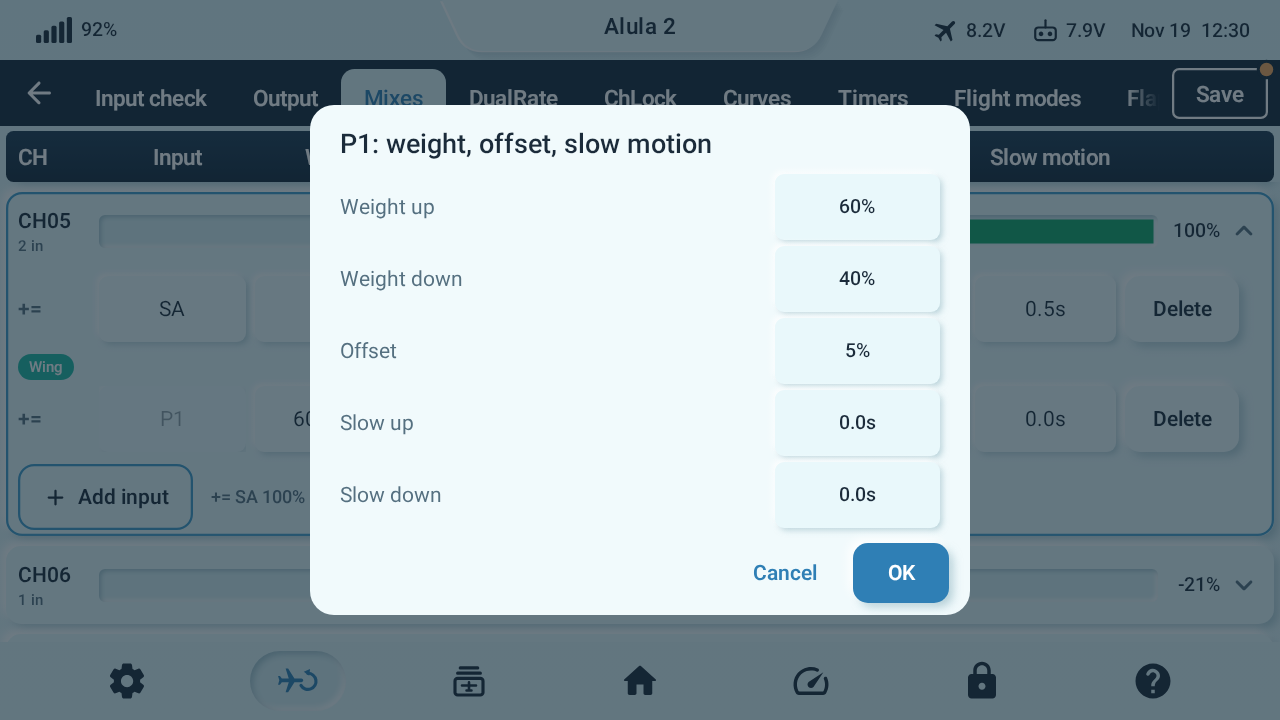 92%
Alula 2
8.2V
7.9V
Nov 19 12:30
Input check
Output
Mixes
DualRate
ChLock
Curves
Timers
Flight modes
Save
CH
Input
Slow motion
P1: weight, offset, slow motion
Weight up
60%
Weight down
40%
Offset
5%
Slow up
0.0s
Slow down
0.0s
Cancel
OK
CH05
2 in
100%
+=
SA
0.5s
Delete
Wing
+=
P1
0.0s
Delete
+ Add input
+= SA 100%
CH06
1 in
-21%